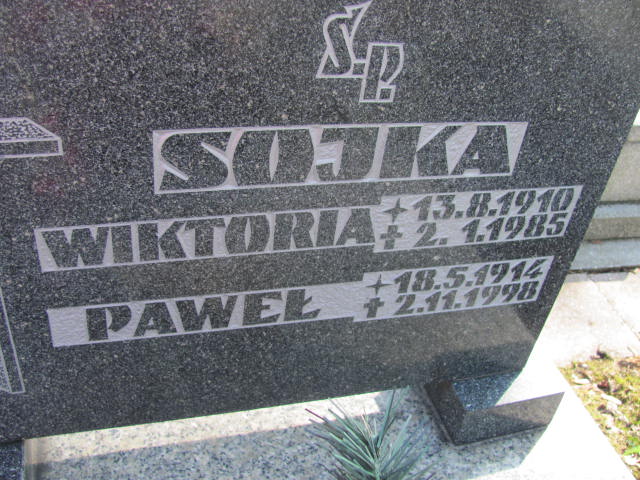 Ś.P.
SOJKA
WIKTORIA ✶ 13.8.1910
✝ 2. 1.1985
PAWEŁ ✶ 18.5.1914
✝ 2.11.1998